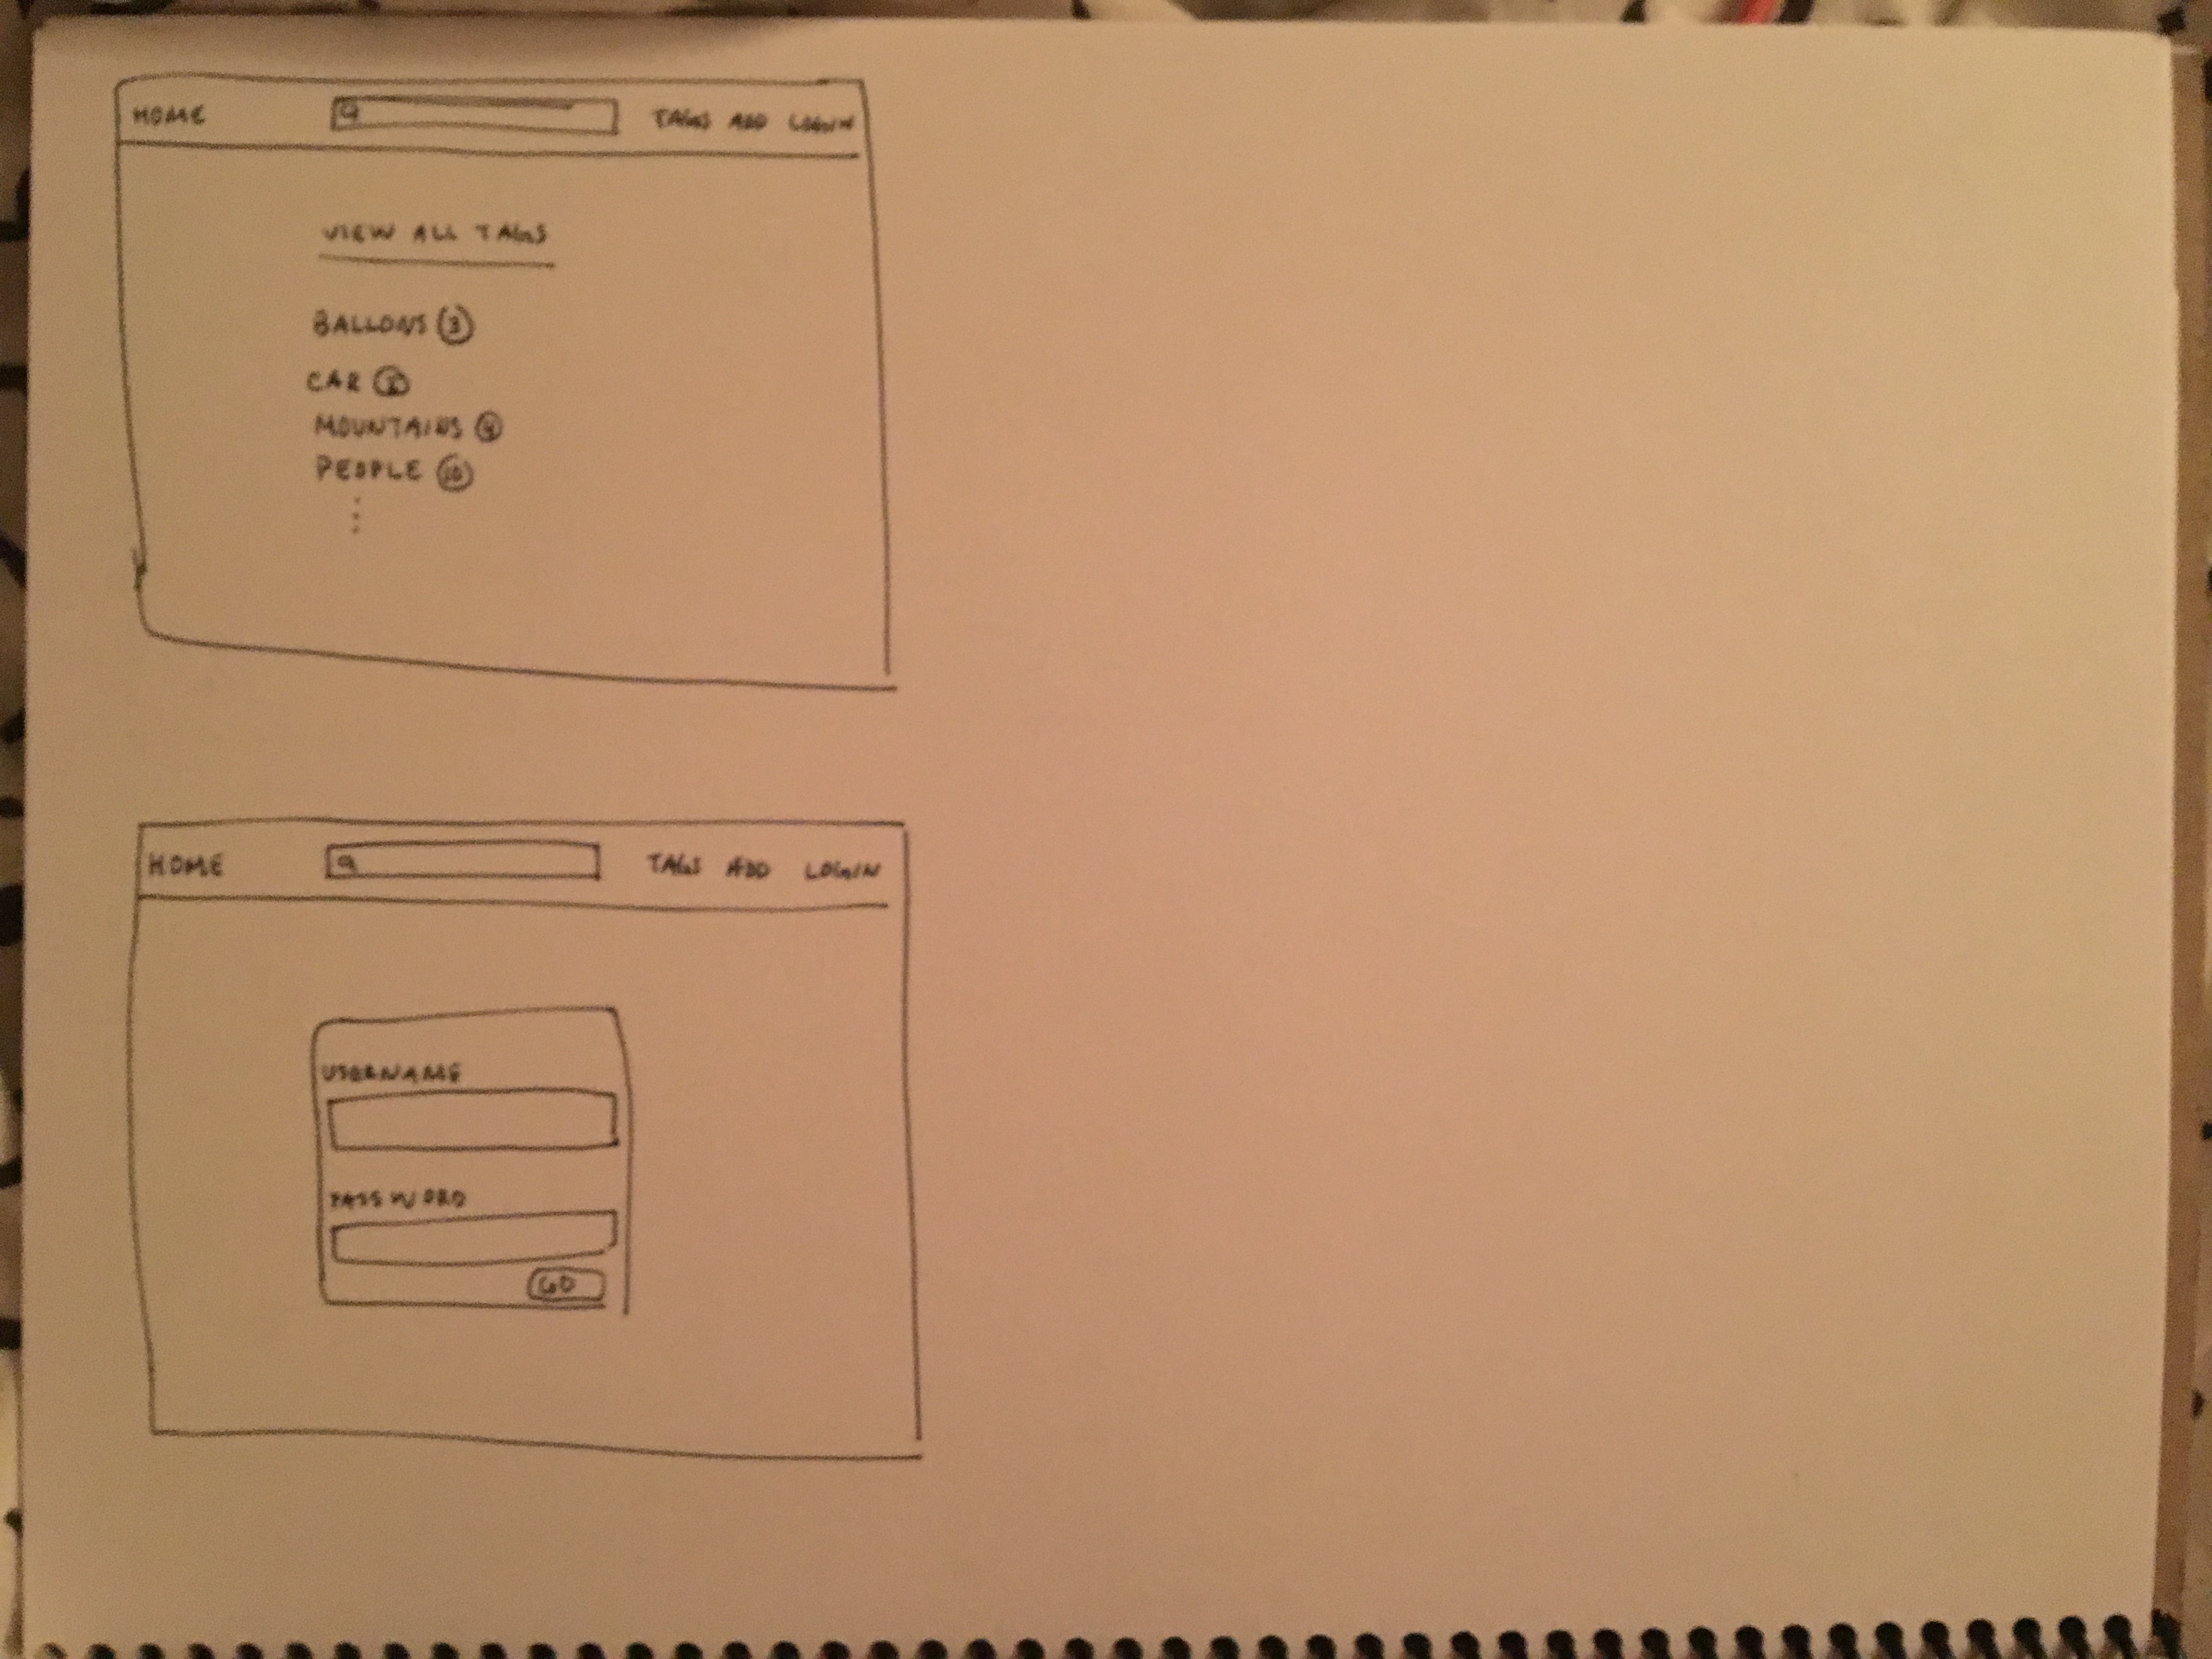 HOME TAGS ADD LOGIN
VIEW ALL TAGS
BALLONS 3
CAR
MOUNTAINS 4
PEOPLE 10
HOME TAGS ADD LOGIN
USERNAME
PASSWORD
GO